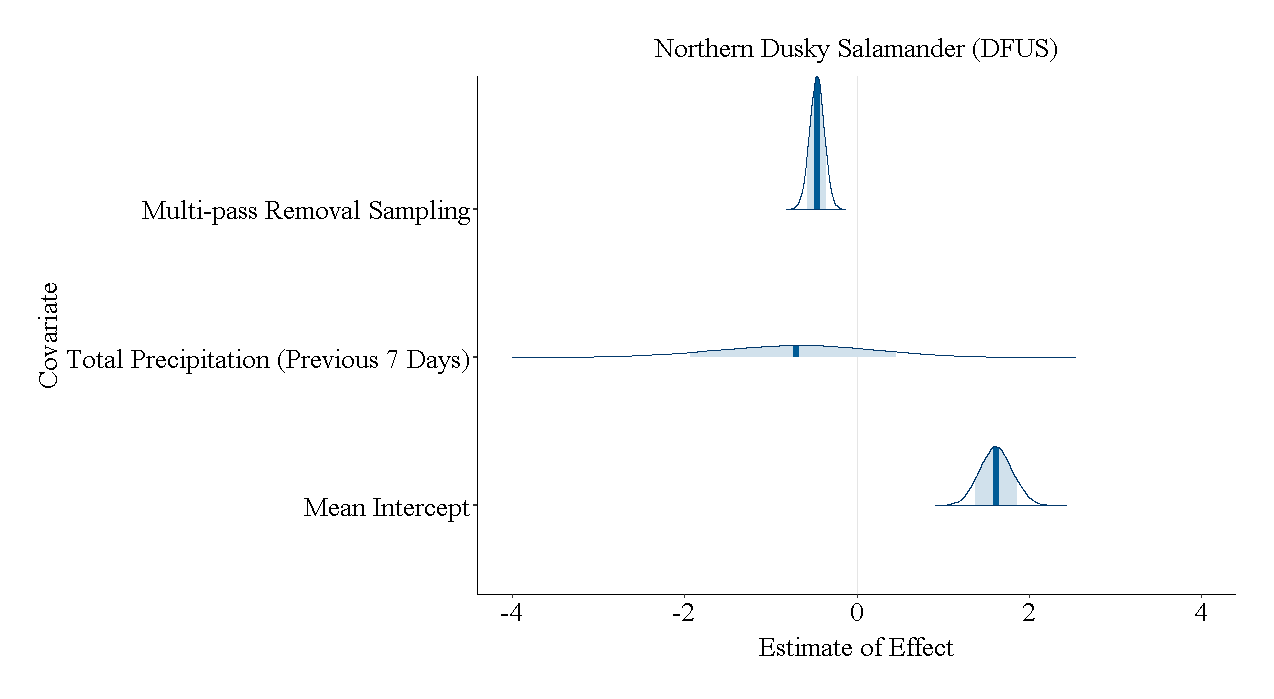 Northern Dusky Salamander (DFUS)
Multi-pass Removal Sampling
Total Precipitation (Previous 7 Days)
Mean Intercept
Covariate
-4 -2 0 2 4
Estimate of Effect